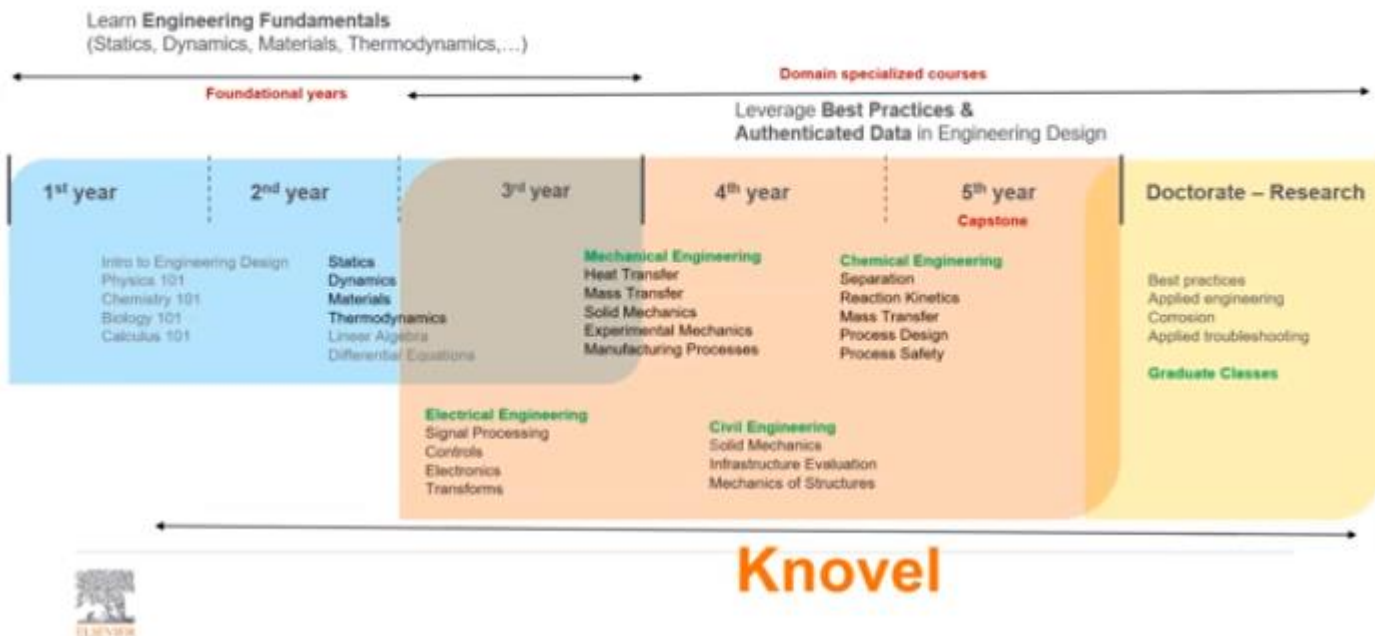 Learn Engineering Fundamentals
(Statics, Dynamics, Materials, Thermodynamics,…)
Foundational years
Domain specialized courses
Leverage Best Practices &
Authenticated Data in Engineering Design
1st year
2nd year
3rd year
4th year
5th year
Capstone
Doctorate – Research
Intro to Engineering Design
Physics 101
Chemistry 101
Biology 101
Calculus 101
Statics
Dynamics
Materials
Thermodynamics
Linear Algebra
Differential Equations
Mechanical Engineering
Heat Transfer
Mass Transfer
Solid Mechanics
Experimental Mechanics
Manufacturing Processes
Chemical Engineering
Separation
Reaction Kinetics
Mass Transfer
Process Design
Process Safety
Best practices
Applied engineering
Corrosion
Applied troubleshooting
Graduate Classes
Electrical Engineering
Signal Processing
Controls
Electronics
Transforms
Civil Engineering
Solid Mechanics
Infrastructure Evaluation
Mechanics of Structures
Knovel
ELSEVIER